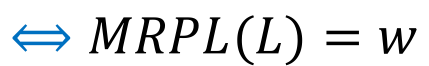 ⟺ MRPL(L) = w